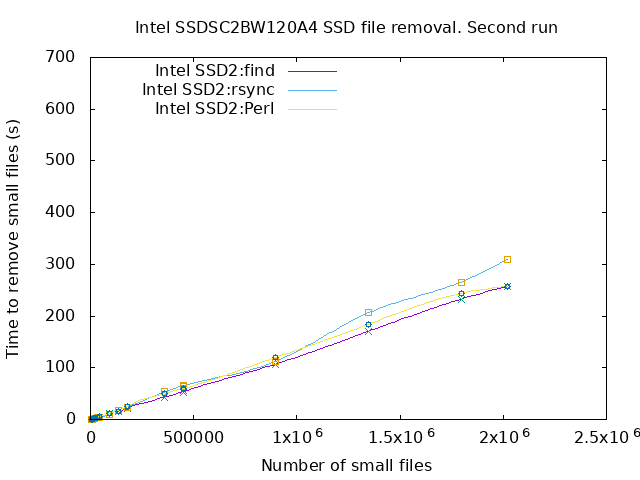 Intel SSDSC2BW120A4 SSD file removal. Second run
Intel SSD2:find
Intel SSD2:rsync
Intel SSD2:Perl
Time to remove small files (s)
700
600
500
400
300
200
100
0
0 500000 1x10^6 1.5x10^6 2x10^6 2.5x10^6
Number of small files